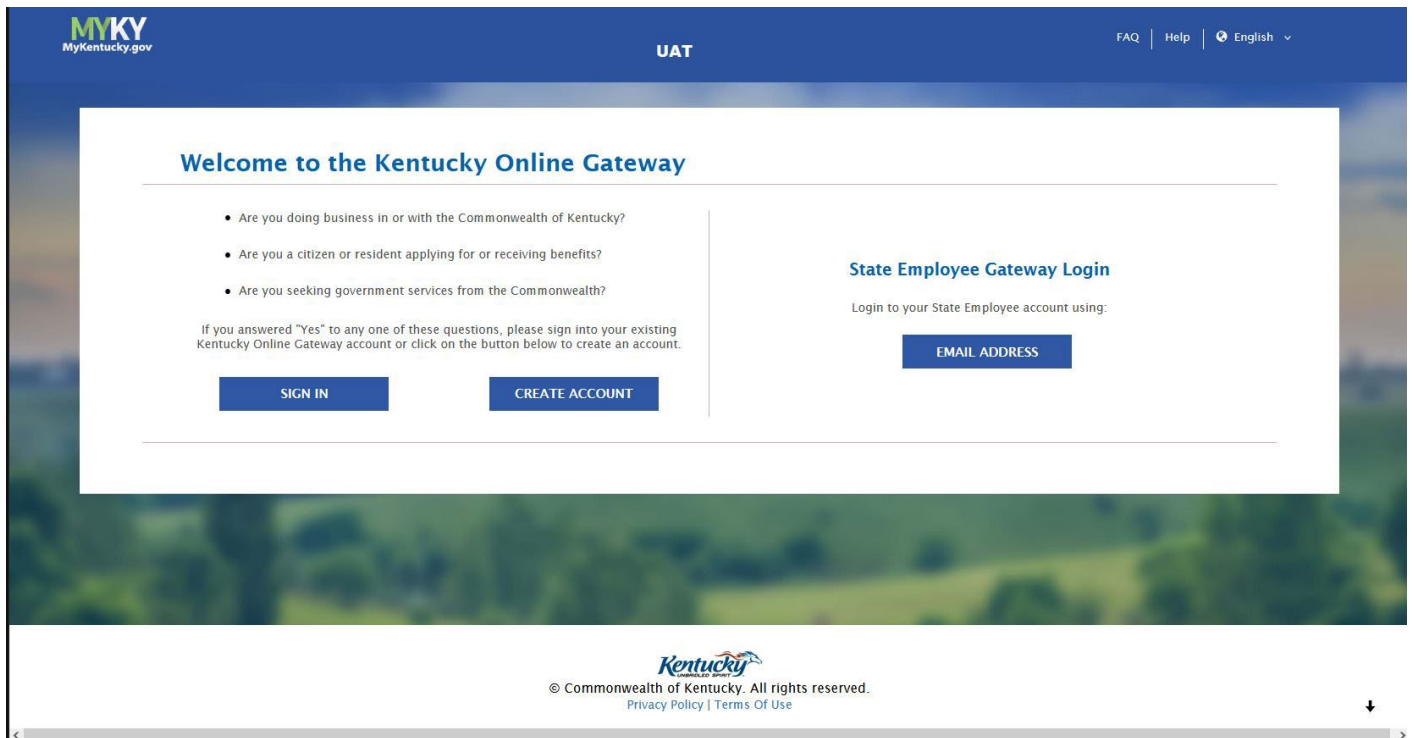 MYKY
MyKentucky.gov
UAT
FAQ
Help
English
Welcome to the Kentucky Online Gateway
Are you doing business in or with the Commonwealth of Kentucky?
Are you a citizen or resident applying for or receiving benefits?
Are you seeking government services from the Commonwealth?
If you answered "Yes" to any one of these questions, please sign into your existing
Kentucky Online Gateway account or click on the button below to create an account.
SIGN IN
CREATE ACCOUNT
State Employee Gateway Login
Login to your State Employee account using:
EMAIL ADDRESS
Kentucky
UNBRIDLED SPIRIT
© Commonwealth of Kentucky. All rights reserved.
Privacy Policy | Terms Of Use